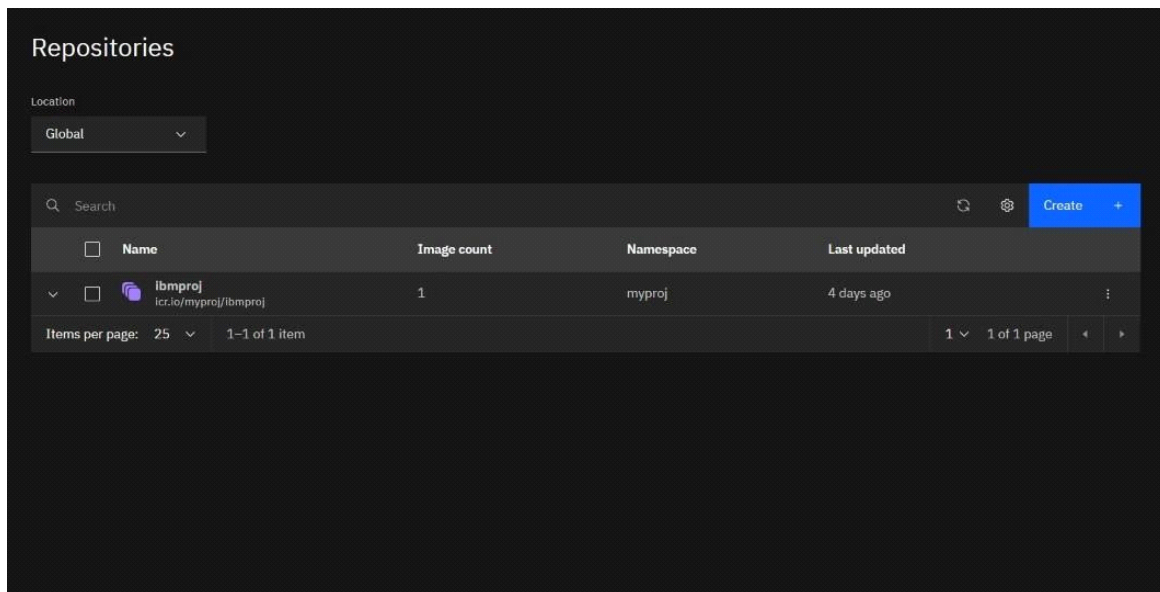 Repositories
Location
Global
Search
Create +
Name Image count Namespace Last updated
ibmproj
icr.io/myproj/ibmproj 1 myproj 4 days ago
Items per page: 25 1–1 of 1 item 1 1 of 1 page